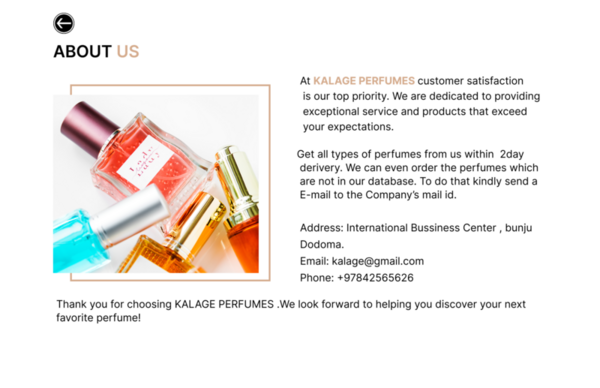 ABOUT US
At KALAGE PERFUMES customer satisfaction
is our top priority. We are dedicated to providing
exceptional service and products that exceed
your expectations.
Get all types of perfumes from us within 2day
derivery. We can even order the perfumes which
are not in our database. To do that kindly send a
E-mail to the Company's mail id.
Address: International Bussiness Center , bunju
Dodoma.
Email: kalage@gmail.com
Phone: +97842565626
Thank you for choosing KALAGE PERFUMES .We look forward to helping you discover your next
favorite perfume!